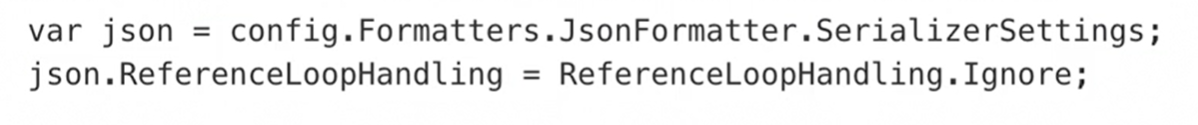 var json = config.Formatters.JsonFormatter.SerializerSettings;
json.ReferenceLoopHandling = ReferenceLoopHandling.Ignore;